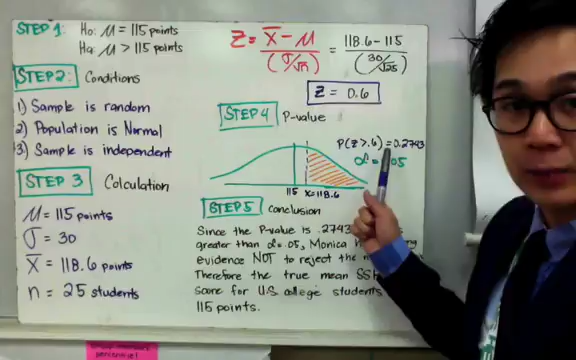 STEP 1: Ho: μ = 115 points
Ha: μ > 115 points
STEP 2: Conditions
1) Sample is random
2) Population is Normal
3) Sample is independent
STEP 3 Calculation
μ = 115 points
σ = 30
x̄ = 118.6 points
n = 25 students
Z = x̄ - μ / (σ/√n) = 118.6 - 115 / (30/√25)
Z = 0.6
STEP 4 P-value
P(Z > .6) = 0.2743
α = .05
115 x = 118.6
STEP 5 Conclusion
Since the P-value is .2743
greater than α = .05, Monica
evidence NOT to reject the
Therefore the true mean
Score for U.S. college students
115 points.